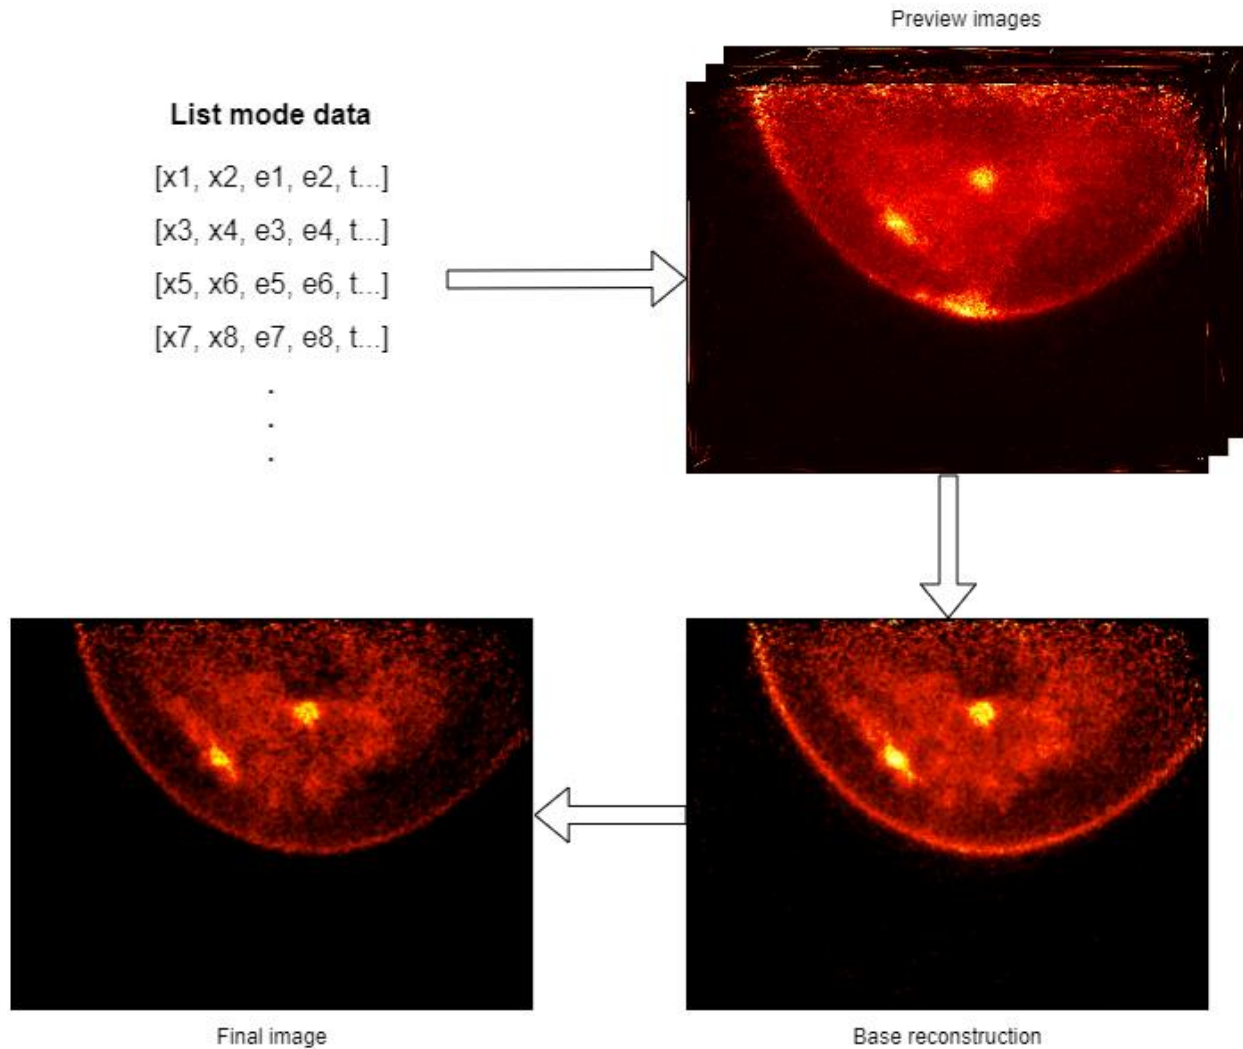 Preview images
List mode data
[x1, x2, e1, e2, t...]
[x3, x4, e3, e4, t...]
[x5, x6, e5, e6, t...]
[x7, x8, e7, e8, t...]
.
.
.
Final image
Base reconstruction